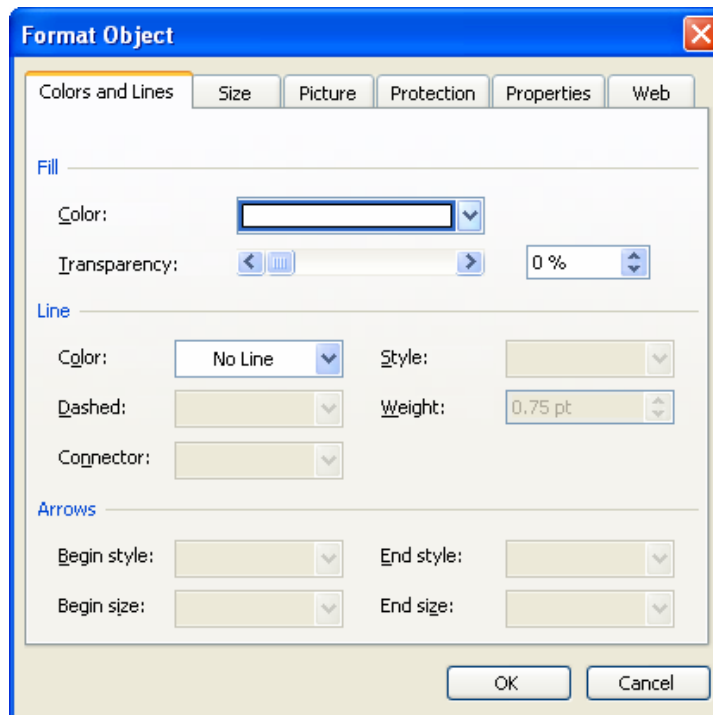 Format Object
Colors and Lines Size Picture Protection Properties Web
Fill
Color:
Transparency: 0 %
Line
Color: No Line Style:
Dashed: Weight: 0.75 pt
Connector:
Arrows
Begin style: End style:
Begin size: End size:
OK Cancel